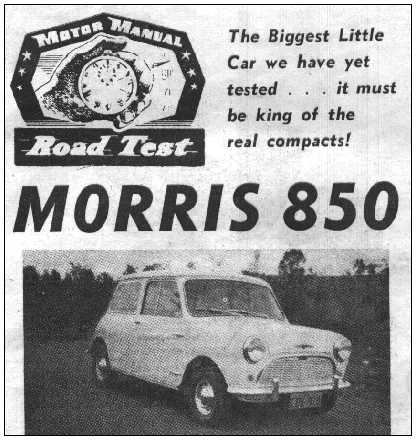 MOTOR MANUAL
Road Test
The Biggest Little
Car we have yet
tested . . . it must
be king of the
real compacts!
MORRIS 850